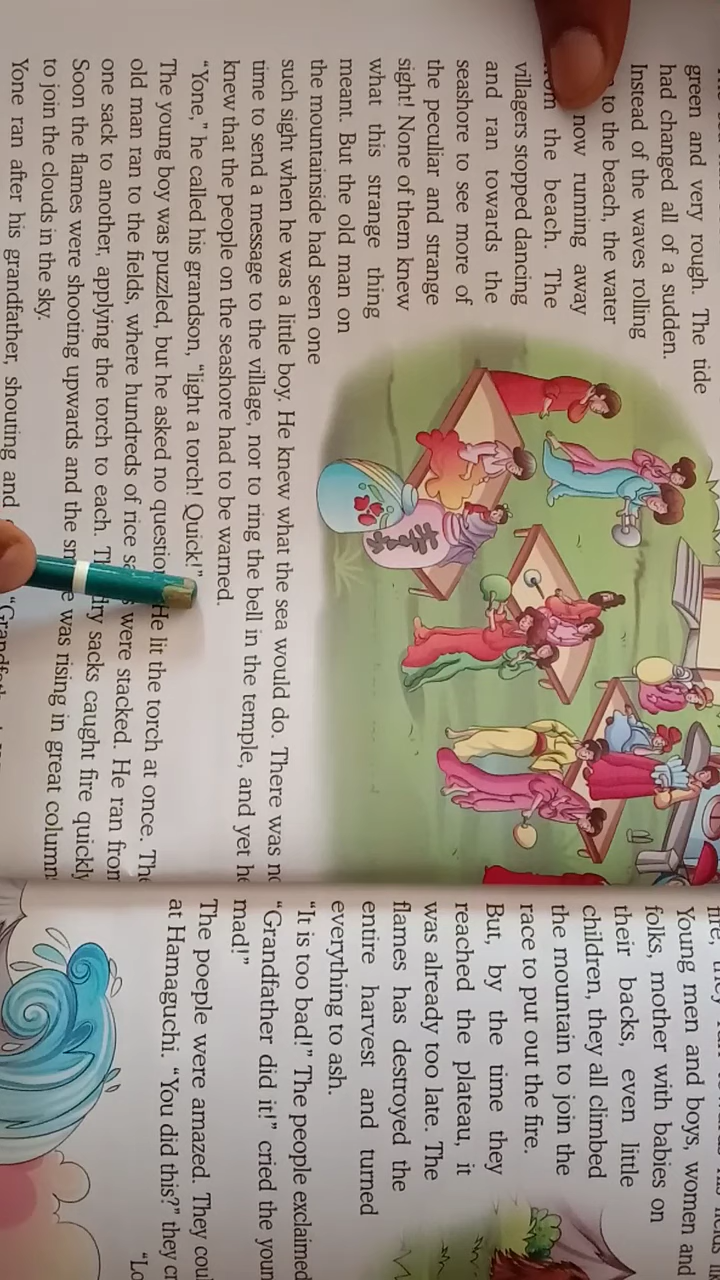 green and very rough. The tide
had changed all of a sudden.
Instead of the waves rolling
to the beach, the water
now running away
the beach. The
villagers stopped dancing
and ran towards the
seashore to see more of
the peculiar and strange
sight! None of them knew
what this strange thing
meant. But the old man on
the mountainside had seen one
such sight when he was a little boy. He knew what the sea would do. There was
time to send a message to the village, nor to ring the bell in the temple, and yet
knew that the people on the seashore had to be warned.
"Yone," he called his grandson, "light a torch! Quick!"
The young boy was puzzled, but he asked no He lit the torch at once.
old man ran to the fields, where hundreds of rice were stacked. He ran
one sack to another, applying the torch to each. dry sacks caught fire quickly
Soon the flames were shooting upwards and the was rising in great
to join the clouds in the sky.
Yone ran after his grandfather, shouting and
Young men and boys, women and
folks, mother with babies on
their backs, even little
children, they all climbed
the mountain to join the
race to put out the fire.
But, by the time they
reached the plateau, it
was already too late. The
flames has destroyed the
entire harvest and turned
everything to ash.
"It is too bad!" The people exclaimed
"Grandfather did it!" cried the
mad!"
The poeple were amazed. They
at Hamaguchi. "You did this?" they